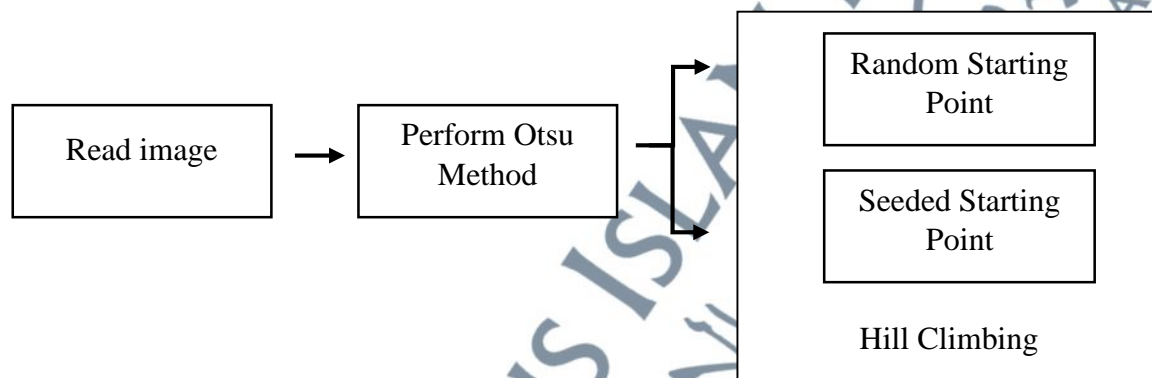 Read image
Perform Otsu
Method
Random Starting
Point
Seeded Starting
Point
Hill Climbing